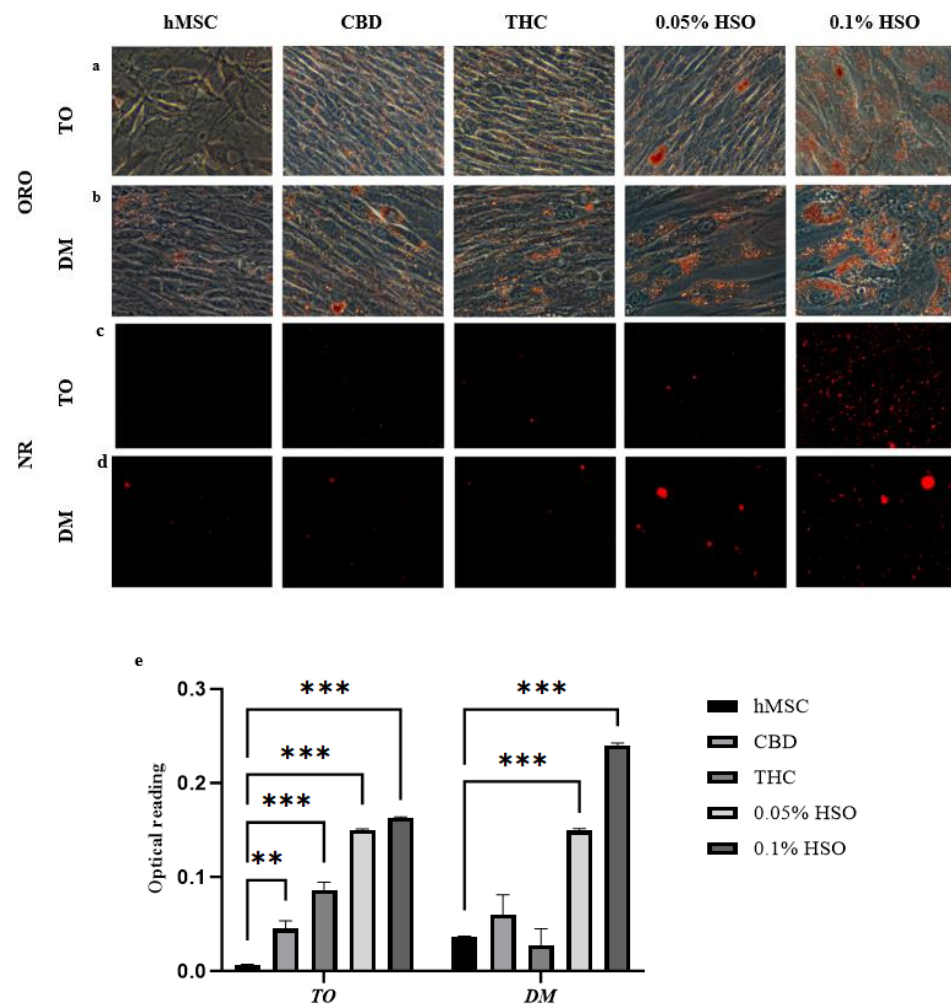 hMSC CBD THC 0.05% HSO 0.1% HSO
a
TO
ORO
b
DM
c
TO
NR
d
DM
e
0.3
0.2
0.1
0.0
Optical reading
***
***
***
**
***
***
TO DM
hMSC
CBD
THC
0.05% HSO
0.1% HSO